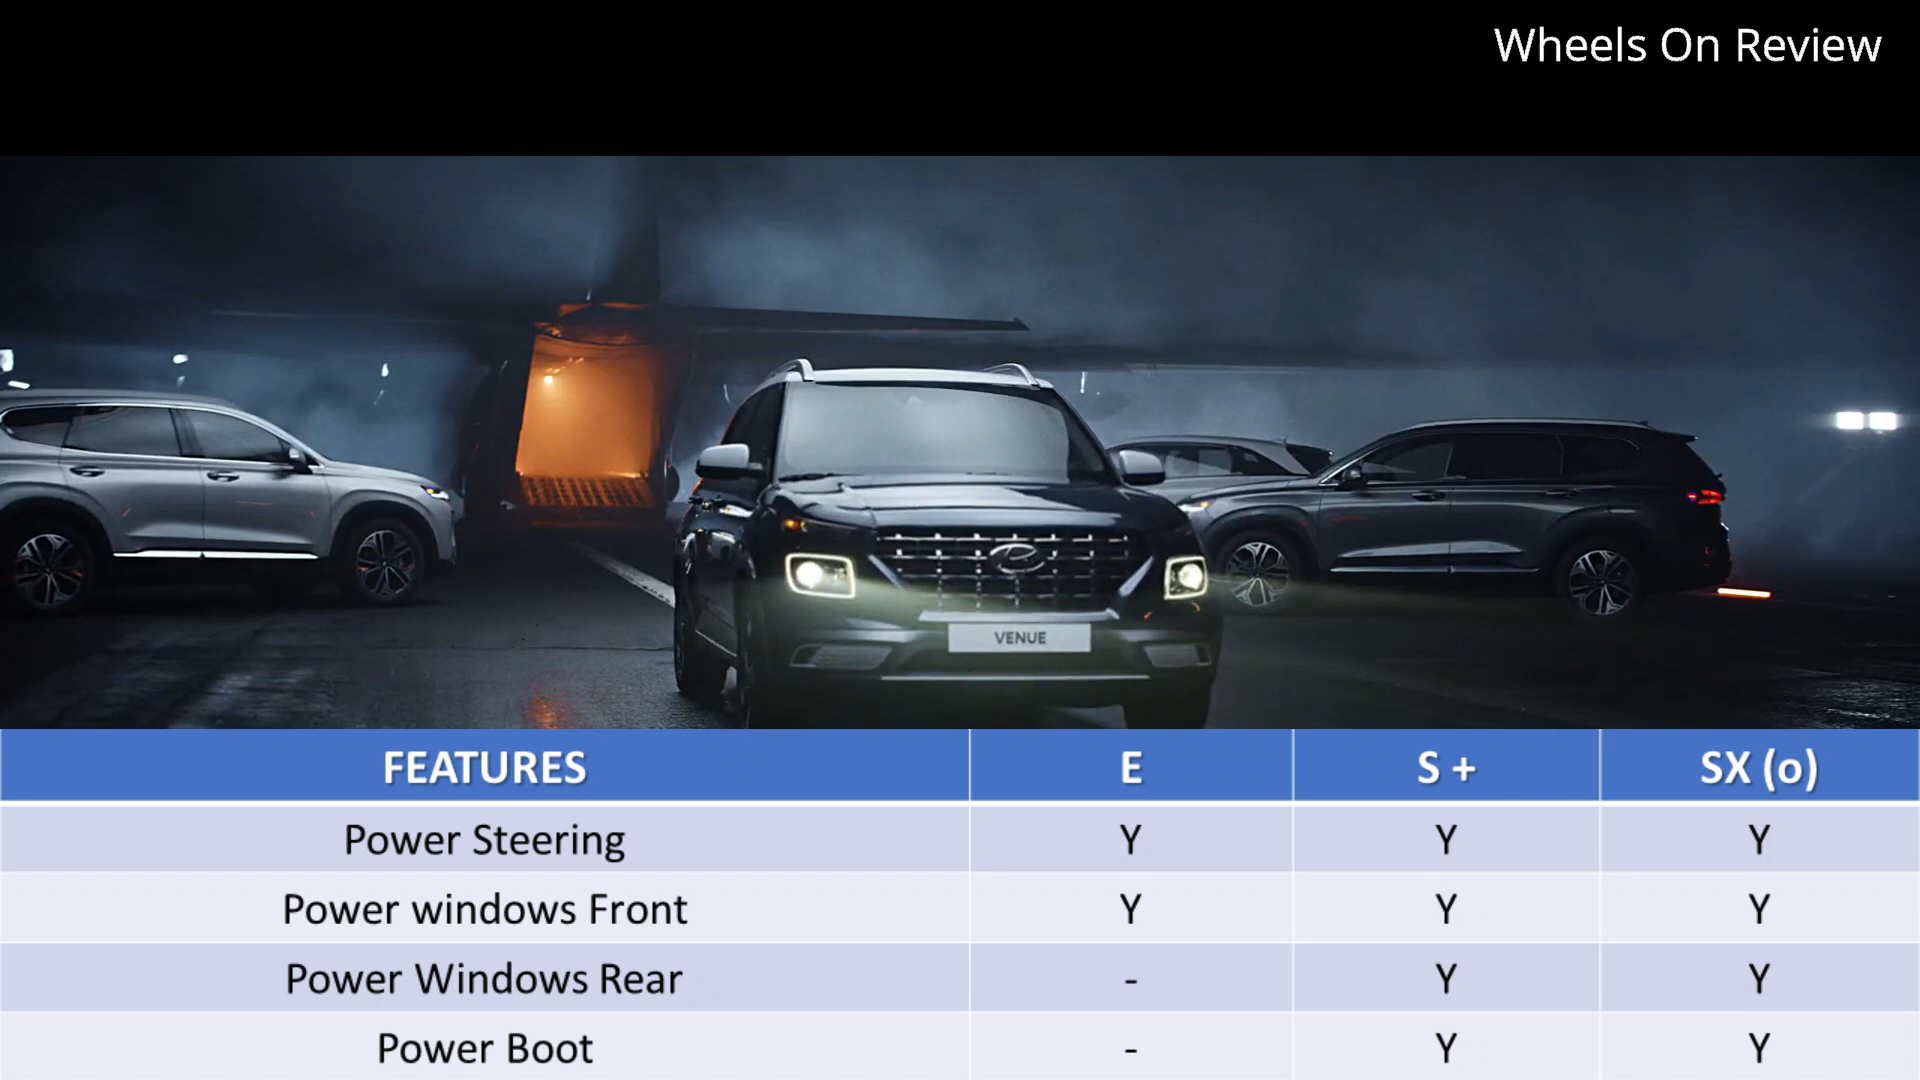 Wheels On Review
VENUE
FEATURES E S + SX (o)
Power Steering Y Y Y
Power windows Front Y Y Y
Power Windows Rear - Y Y
Power Boot - Y Y